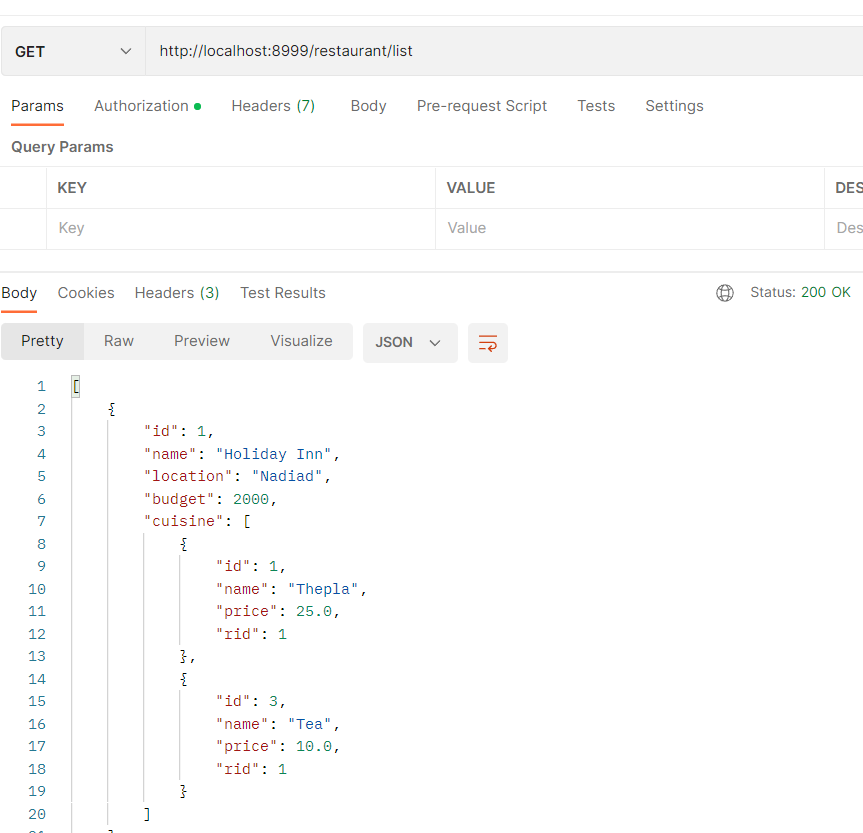 GET http://localhost:8999/restaurant/list
Params Authorization Headers (7) Body Pre-request Script Tests Settings
Query Params
KEY VALUE DES
Key Value Des
Body Cookies Headers (3) Test Results Status: 200 OK
Pretty Raw Preview Visualize JSON
1 [
2 {
3 "id": 1,
4 "name": "Holiday Inn",
5 "location": "Nadiad",
6 "budget": 2000,
7 "cuisine": [
8 {
9 "id": 1,
10 "name": "Thepla",
11 "price": 25.0,
12 "rid": 1
13 },
14 {
15 "id": 3,
16 "name": "Tea",
17 "price": 10.0,
18 "rid": 1
19 }
20 ]